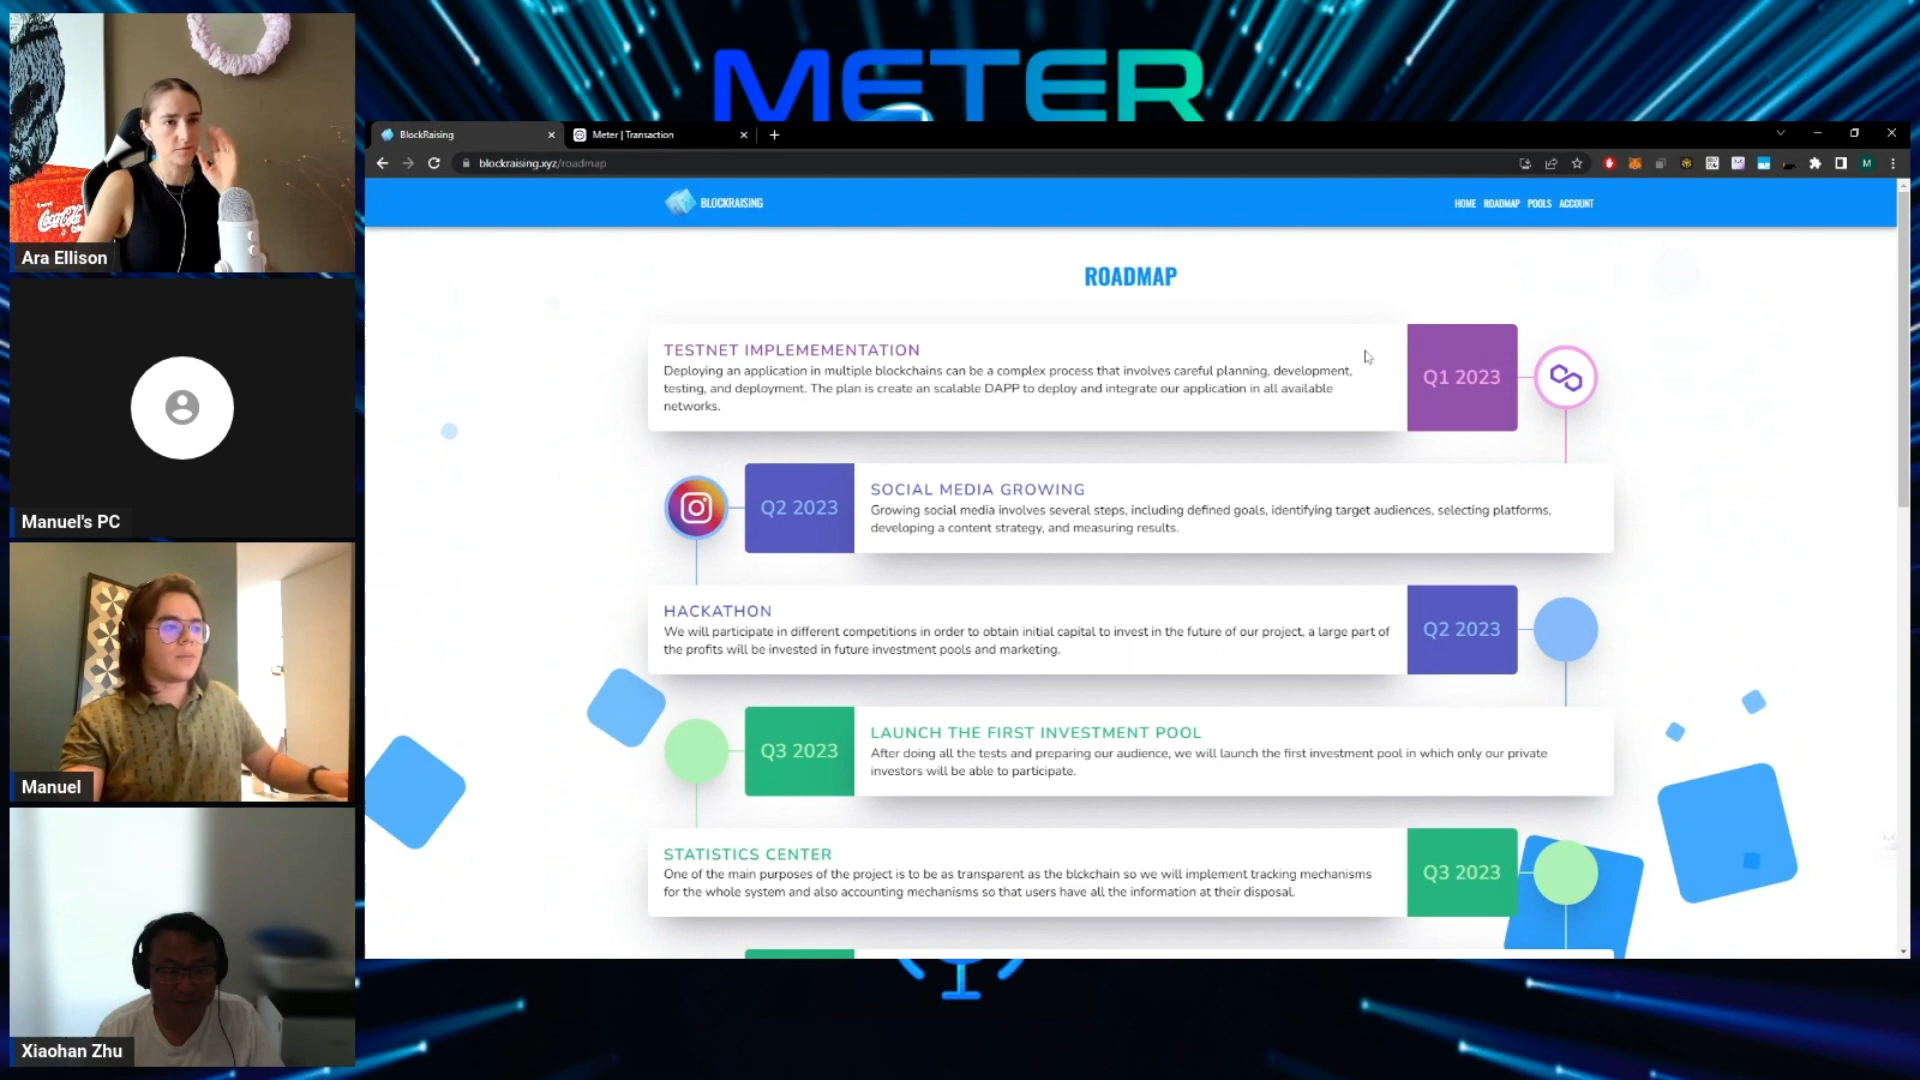 METER
Coca-Cola
Ara Ellison
Manuel's PC
Manuel
Xiaohan Zhu
BlockRaising
Meter | Transaction
blockraising.xyz/roadmap
M
BLOCKRAISING
HOME ROADMAP POOLS ACCOUNT
ROADMAP
TESTNET IMPLEMEMENTATION
Deploying an application in multiple blockchains can be a complex process that involves careful planning, development,
testing, and deployment. The plan is create an scalable DAPP to deploy and integrate our application in all available
networks.
Q1 2023
Q2 2023
SOCIAL MEDIA GROWING
Growing social media involves several steps, including defined goals, identifying target audiences, selecting platforms,
developing a content strategy, and measuring results.
HACKATHON
We will participate in different competitions in order to obtain initial capital to invest in the future of our project, a large part of
the profits will be invested in future investment pools and marketing.
Q2 2023
Q3 2023
LAUNCH THE FIRST INVESTMENT POOL
After doing all the tests and preparing our audience, we will launch the first investment pool in which only our private
investors will be able to participate.
STATISTICS CENTER
One of the main purposes of the project is to be as transparent as the blckchain so we will implement tracking mechanisms
for the whole system and also accounting mechanisms so that users have all the information at their disposal.
Q3 2023